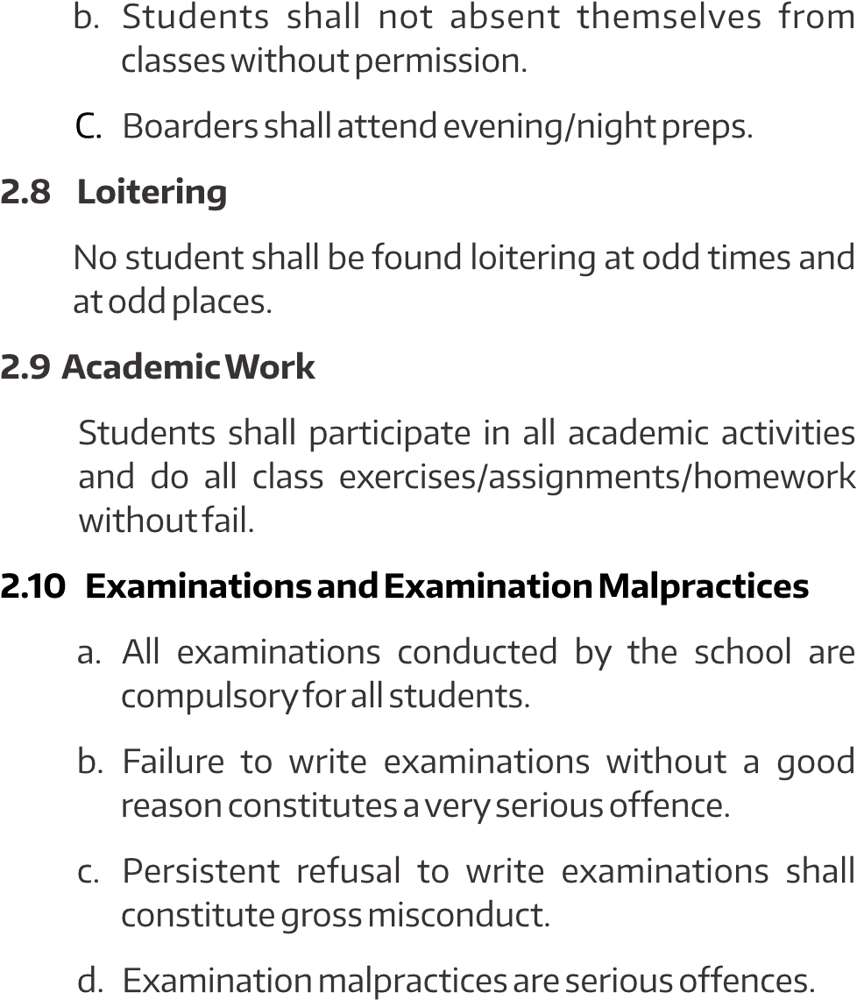 b. Students shall not absent themselves from
classes without permission.
C. Boarders shall attend evening/night preps.
2.8 Loitering
No student shall be found loitering at odd times and
at odd places.
2.9 Academic Work
Students shall participate in all academic activities
and do all class exercises/assignments/homework
without fail.
2.10 Examinations and Examination Malpractices
a. All examinations conducted by the school are
compulsory for all students.
b. Failure to write examinations without a good
reason constitutes a very serious offence.
c. Persistent refusal to write examinations shall
constitute gross misconduct.
d. Examination malpractices are serious offences.